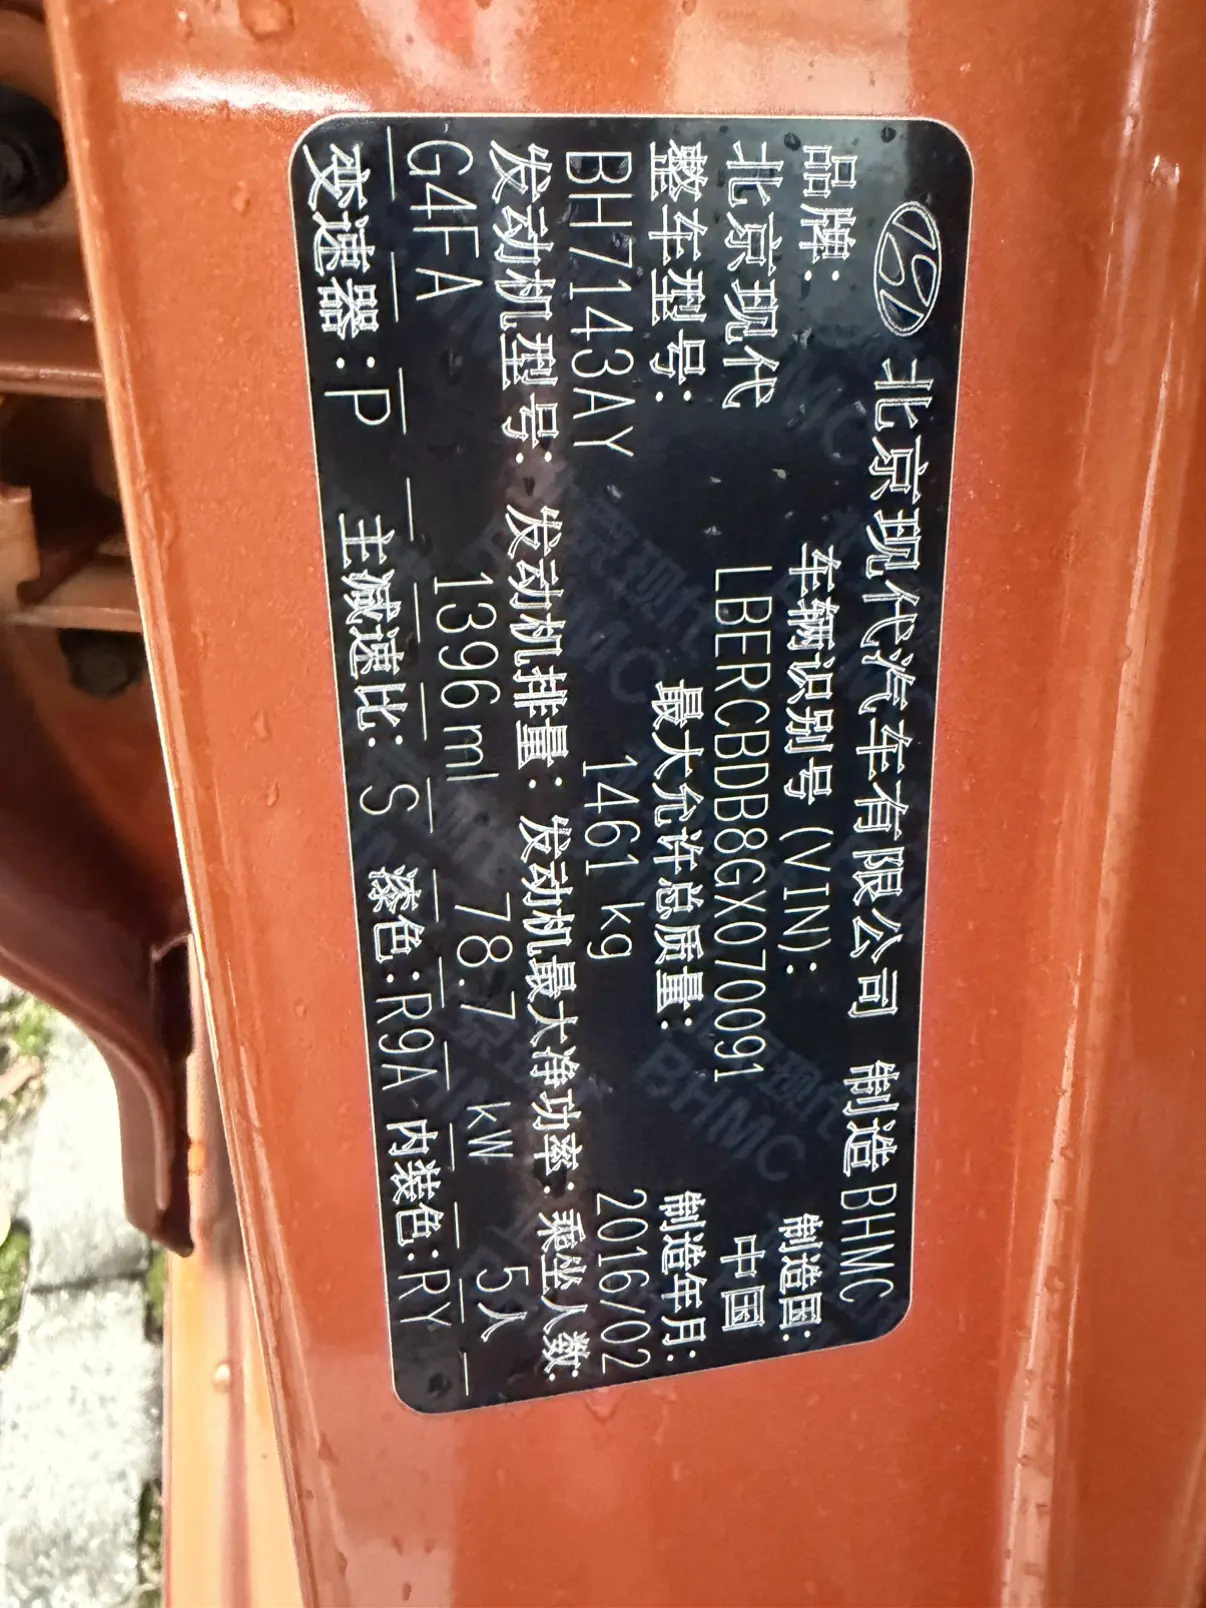 北京现代汽车有限公司 制造 BHMC
品牌: 车辆识别号 (VIN): 制造国:
北京现代 LBERCBDB8GX070091 中国
整车型号: 最大允许总质量: 制造年月:
BH7143AY 1461kg 2016/02
发动机型号: 发动机排量: 发动机最大净功率: 乘坐人数:
G4FA 1396ml 78.7 kW 5人
变速器:P 主减速比:S 漆色:R9A 内装色:RY